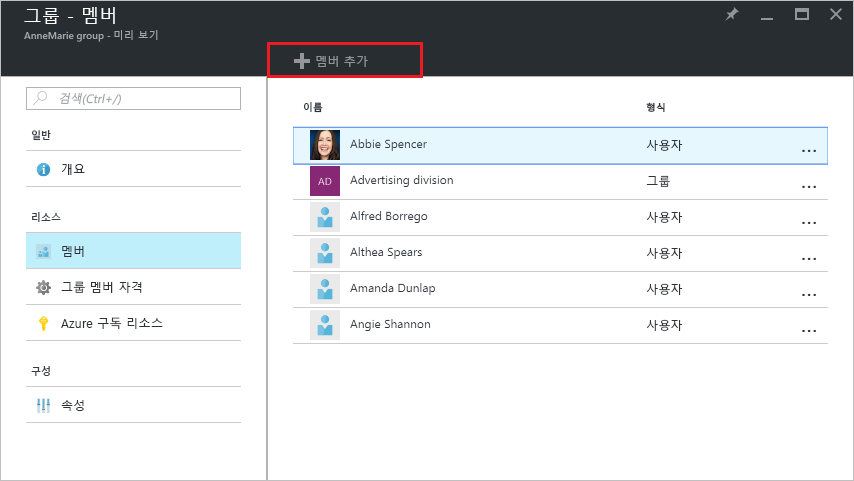 그룹 - 멤버
AnneMarie group - 미리 보기
멤버 추가
검색(Ctrl+/)
일반
개요
리소스
멤버
그룹 멤버 자격
Azure 구독 리소스
구성
속성
이름 형식
Abbie Spencer 사용자 ...
AD Advertising division 그룹 ...
Alfred Borrego 사용자 ...
Althea Spears 사용자 ...
Amanda Dunlap 사용자 ...
Angie Shannon 사용자 ...